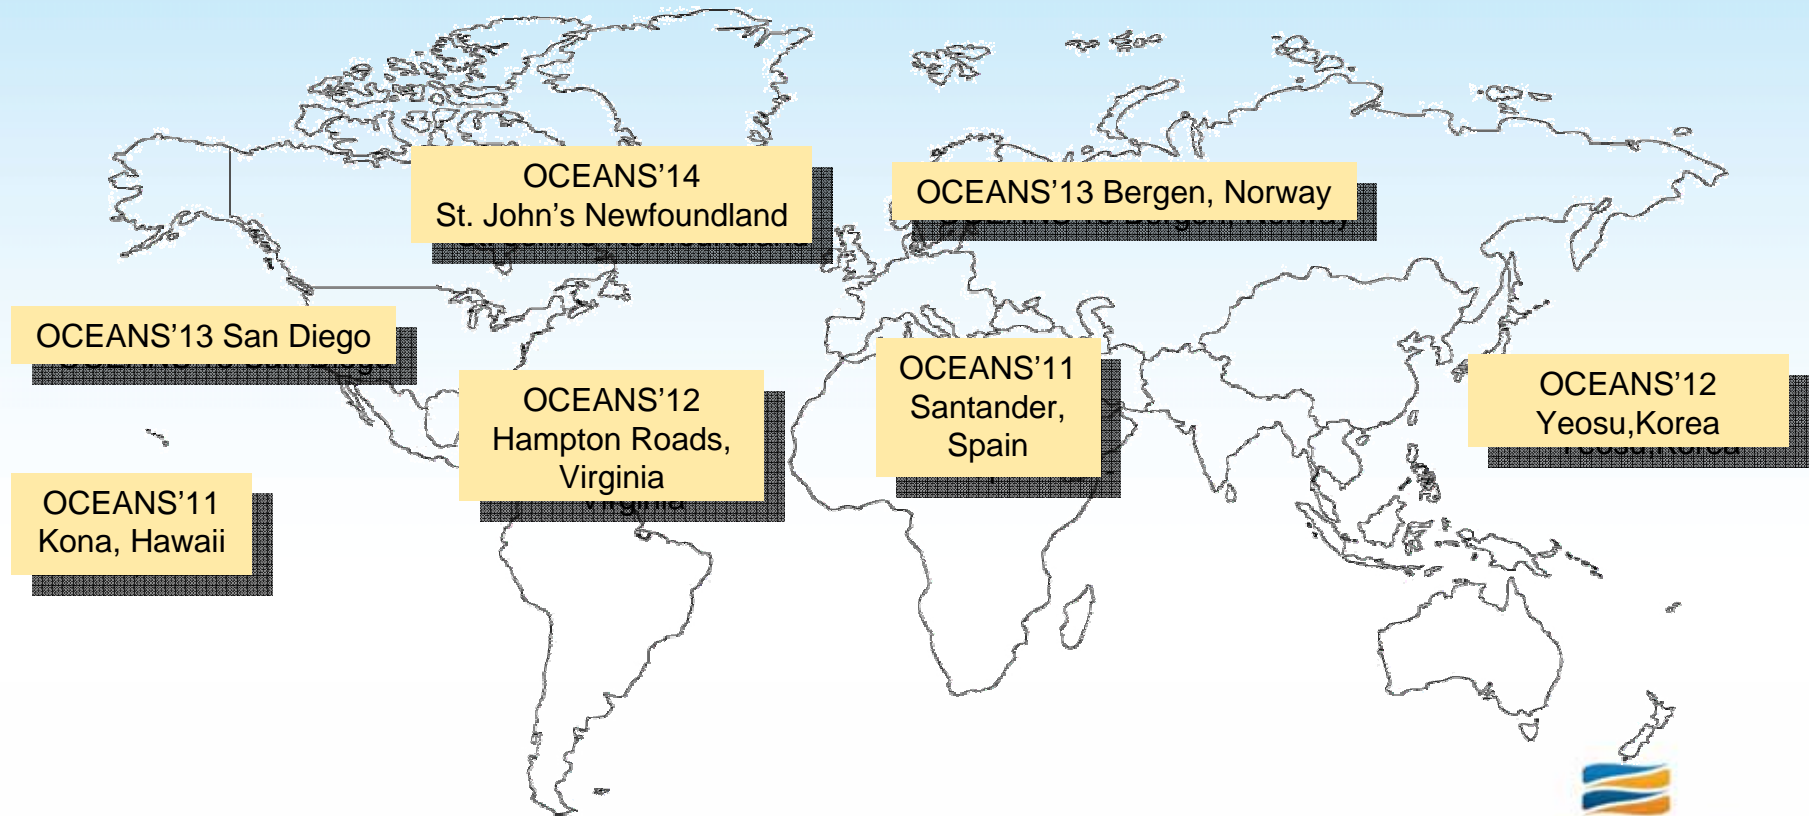 OCEANS’14
St. John’s Newfoundland
OCEANS’13 Bergen, Norway
OCEANS’13 San Diego
OCEANS’12
Hampton Roads,
Virginia
OCEANS’11
Santander,
Spain
OCEANS’12
Yeosu,Korea
OCEANS’11
Kona, Hawaii